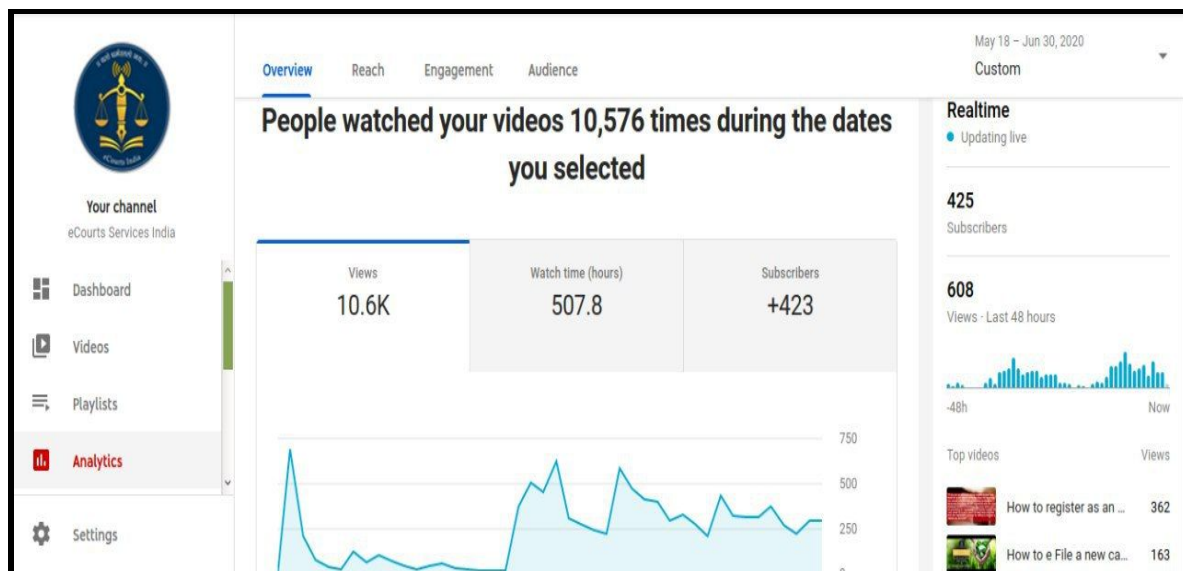 eCourts India
Your channel
eCourts Services India
Dashboard
Videos
Playlists
Analytics
Settings
Overview
Reach
Engagement
Audience
May 18 – Jun 30, 2020
Custom
People watched your videos 10,576 times during the dates
you selected
Views
10.6K
Watch time (hours)
507.8
Subscribers
+423
750
500
250
Realtime
Updating live
425
Subscribers
608
Views · Last 48 hours
-48h
Now
Top videos
Views
How to register as an ...
362
How to e File a new ca...
163